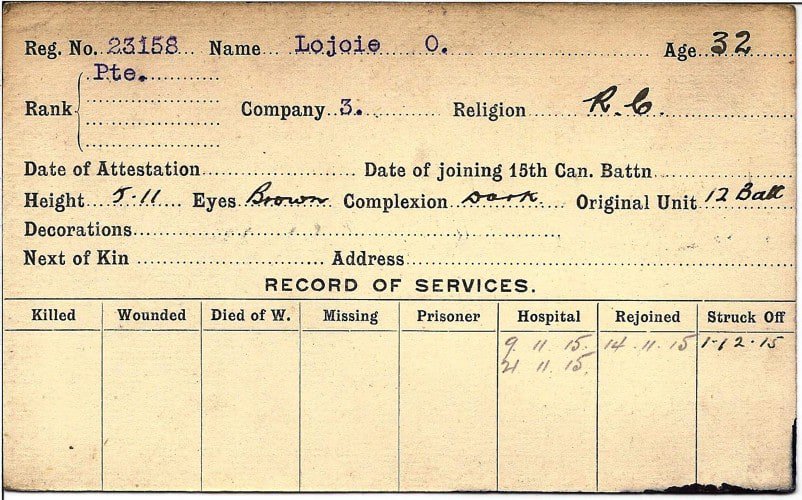 Reg. No. 23158 Name Lojoie O. Age 32
Pte.
Rank Company 3. Religion R.C
Date of Attestation Date of joining 15th Can. Battn
Height 5-11 Eyes Brown Complexion Dark Original Unit 12 Batt
Decorations
Next of Kin Address
RECORD OF SERVICES.
Killed Wounded Died of W. Missing Prisoner Hospital Rejoined Struck Off
9 11 15. 14.11.15 1-12-15
21 11 15.